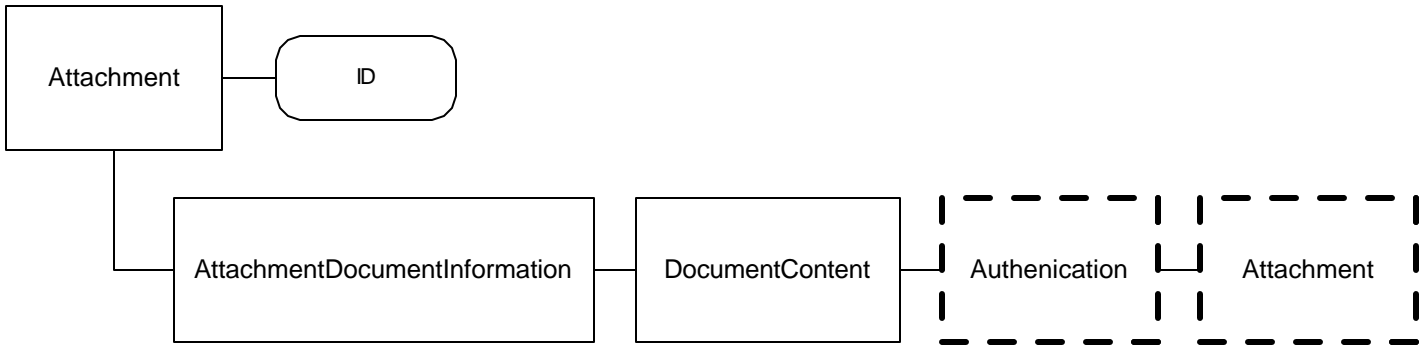 Attachment
ID
AttachmentDocumentInformation
DocumentContent
Authenication
Attachment